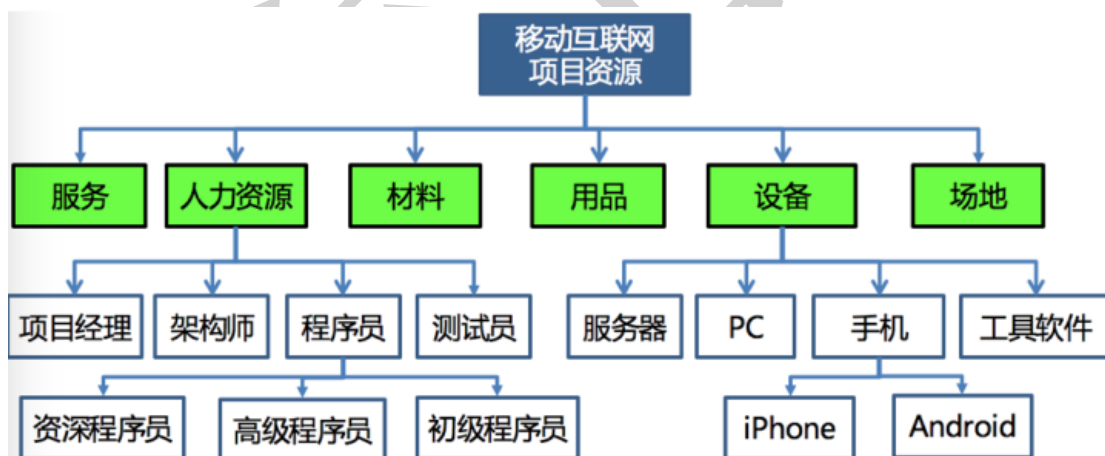 移动互联网
项目资源
服务
人力资源
材料
用品
设备
场地
项目经理
架构师
程序员
测试员
服务器
PC
手机
工具软件
资深程序员
高级程序员
初级程序员
iPhone
Android